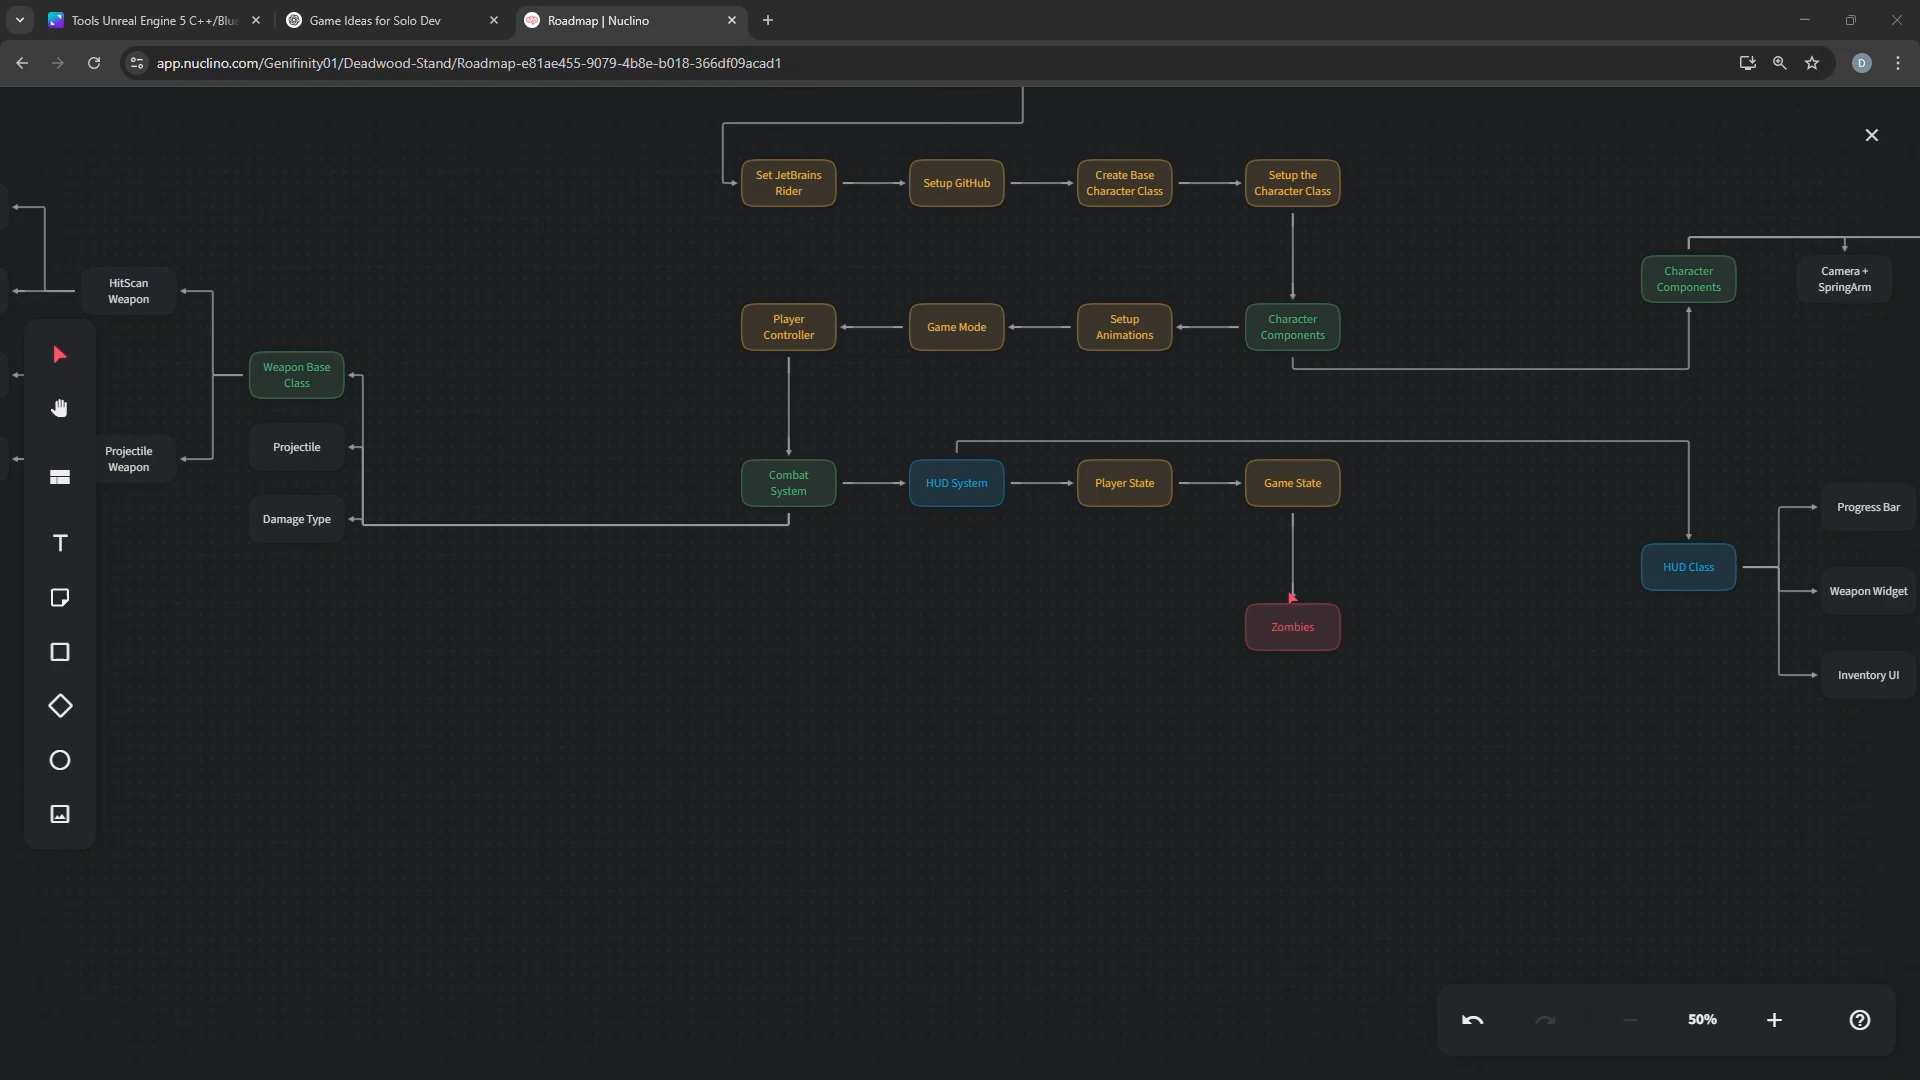 Tools Unreal Engine 5 C++/Blu
Game Ideas for Solo Dev
Roadmap | Nuclino
app.nuclino.com/Genifinity01/Deadwood-Stand/Roadmap-e81ae455-9079-4b8e-b018-366df09acad1
D
Set JetBrains
Rider
Setup GitHub
Create Base
Character Class
Setup the
Character Class
HitScan
Weapon
Character
Components
Camera +
SpringArm
Player
Controller
Game Mode
Setup
Animations
Character
Components
Weapon Base
Class
Projectile
Weapon
Projectile
Damage Type
Combat
System
HUD System
Player State
Game State
Progress Bar
HUD Class
Weapon Widget
Zombies
Inventory UI
T
50%